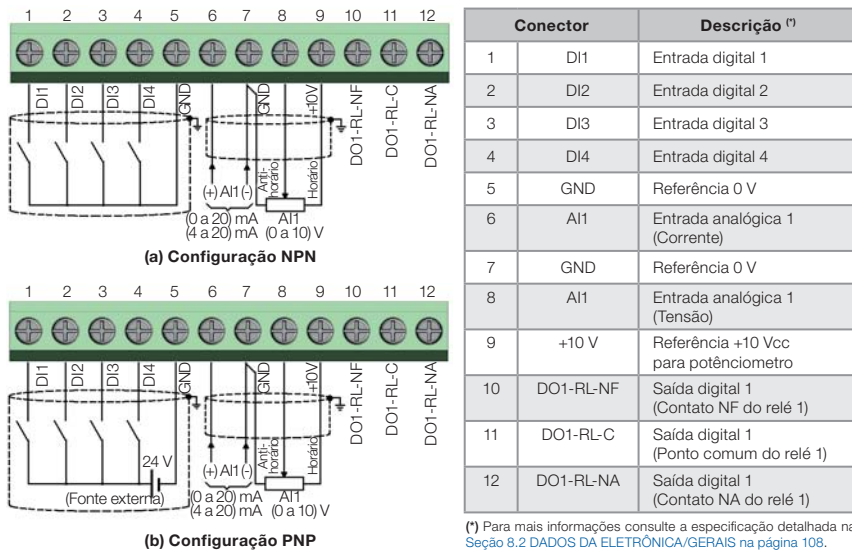 1 2 3 4 5 6 7 8 9 10 11 12
DI1
DI2
DI3
DI4
GND
GND
+10V
DO1-RL-NF
DO1-RL-C
DO1-RL-NA
(+) AI1 (-)
Anti-
horário
Horário
(0 a 20) mA
(4 a 20) mA
AI1
(0 a 10) V
(a) Configuração NPN
1 2 3 4 5 6 7 8 9 10 11 12
DI1
DI2
DI3
DI4
GND
GND
+10V
DO1-RL-NF
DO1-RL-C
DO1-RL-NA
24 V
(Fonte externa)
(+) AI1 (-)
Anti-
horário
Horário
(0 a 20) mA
(4 a 20) mA
AI1
(0 a 10) V
(b) Configuração PNP
Conector Descrição (*)
1 DI1 Entrada digital 1
2 DI2 Entrada digital 2
3 DI3 Entrada digital 3
4 DI4 Entrada digital 4
5 GND Referência 0 V
6 AI1 Entrada analógica 1
(Corrente)
7 GND Referência 0 V
8 AI1 Entrada analógica 1
(Tensão)
9 +10 V Referência +10 Vcc
para potênciometro
10 DO1-RL-NF Saída digital 1
(Contato NF do relé 1)
11 DO1-RL-C Saída digital 1
(Ponto comum do relé 1)
12 DO1-RL-NA Saída digital 1
(Contato NA do relé 1)
(*) Para mais informações consulte a especificação detalhada na
Seção 8.2 DADOS DA ELETRÔNICA/GERAIS na página 108.